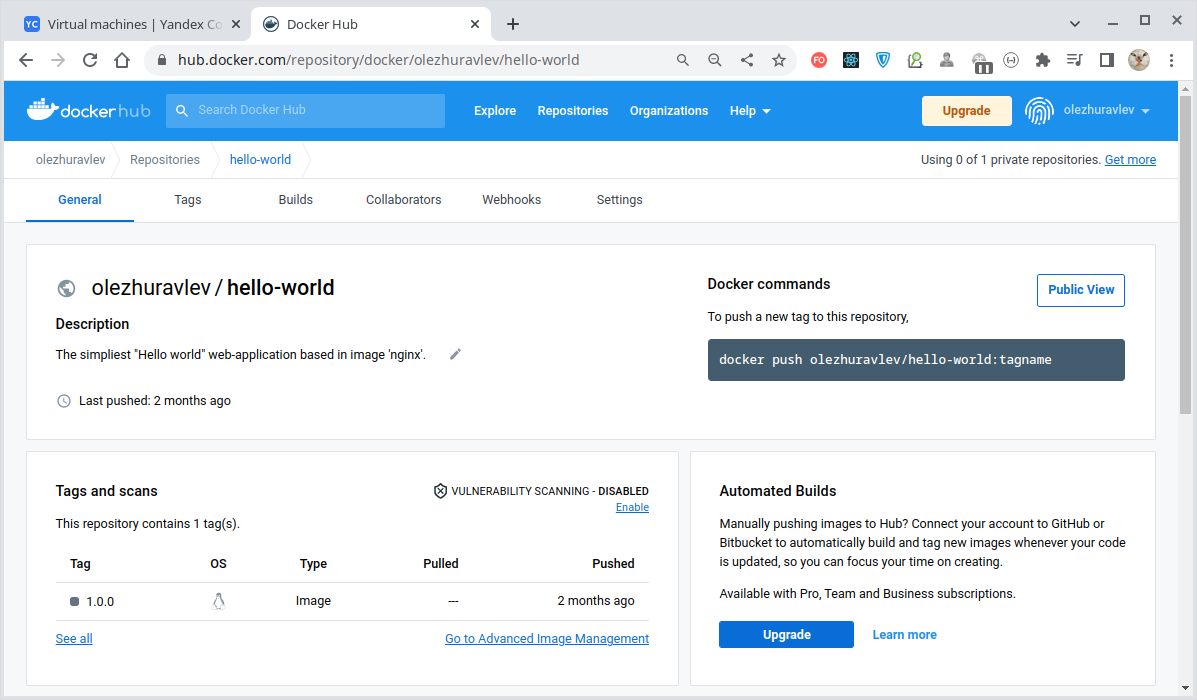 YC Virtual machines | Yandex Co
Docker Hub
hub.docker.com/repository/docker/olezhuravlev/hello-world
FO
11
dockerhub
Search Docker Hub
Explore
Repositories
Organizations
Help
Upgrade
olezhuravlev
olezhuravlev
Repositories
hello-world
Using 0 of 1 private repositories. Get more
General
Tags
Builds
Collaborators
Webhooks
Settings
olezhuravlev / hello-world
Description
The simpliest "Hello world" web-application based in image 'nginx'.
Last pushed: 2 months ago
Docker commands
Public View
To push a new tag to this repository,
docker push olezhuravlev/hello-world:tagname
Tags and scans
VULNERABILITY SCANNING - DISABLED
Enable
This repository contains 1 tag(s).
Tag OS Type Pulled Pushed
1.0.0 Image --- 2 months ago
See all
Go to Advanced Image Management
Automated Builds
Manually pushing images to Hub? Connect your account to GitHub or
Bitbucket to automatically build and tag new images whenever your code
is updated, so you can focus your time on creating.
Available with Pro, Team and Business subscriptions.
Upgrade
Learn more